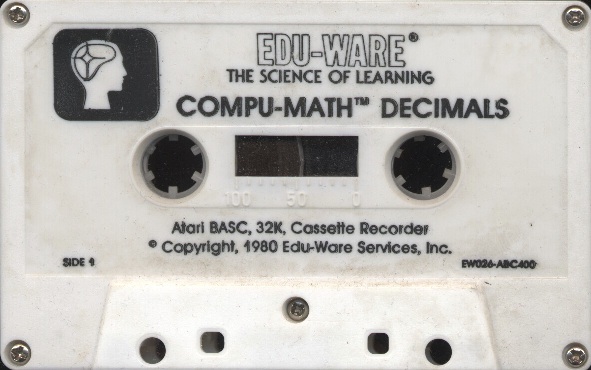 EDU-WARE®
THE SCIENCE OF LEARNING
COMPU-MATH™ DECIMALS
100 50 0
Atari BASC, 32K, Cassette Recorder
© Copyright, 1980 Edu-Ware Services, Inc.
SIDE 1
EW026-ABC400